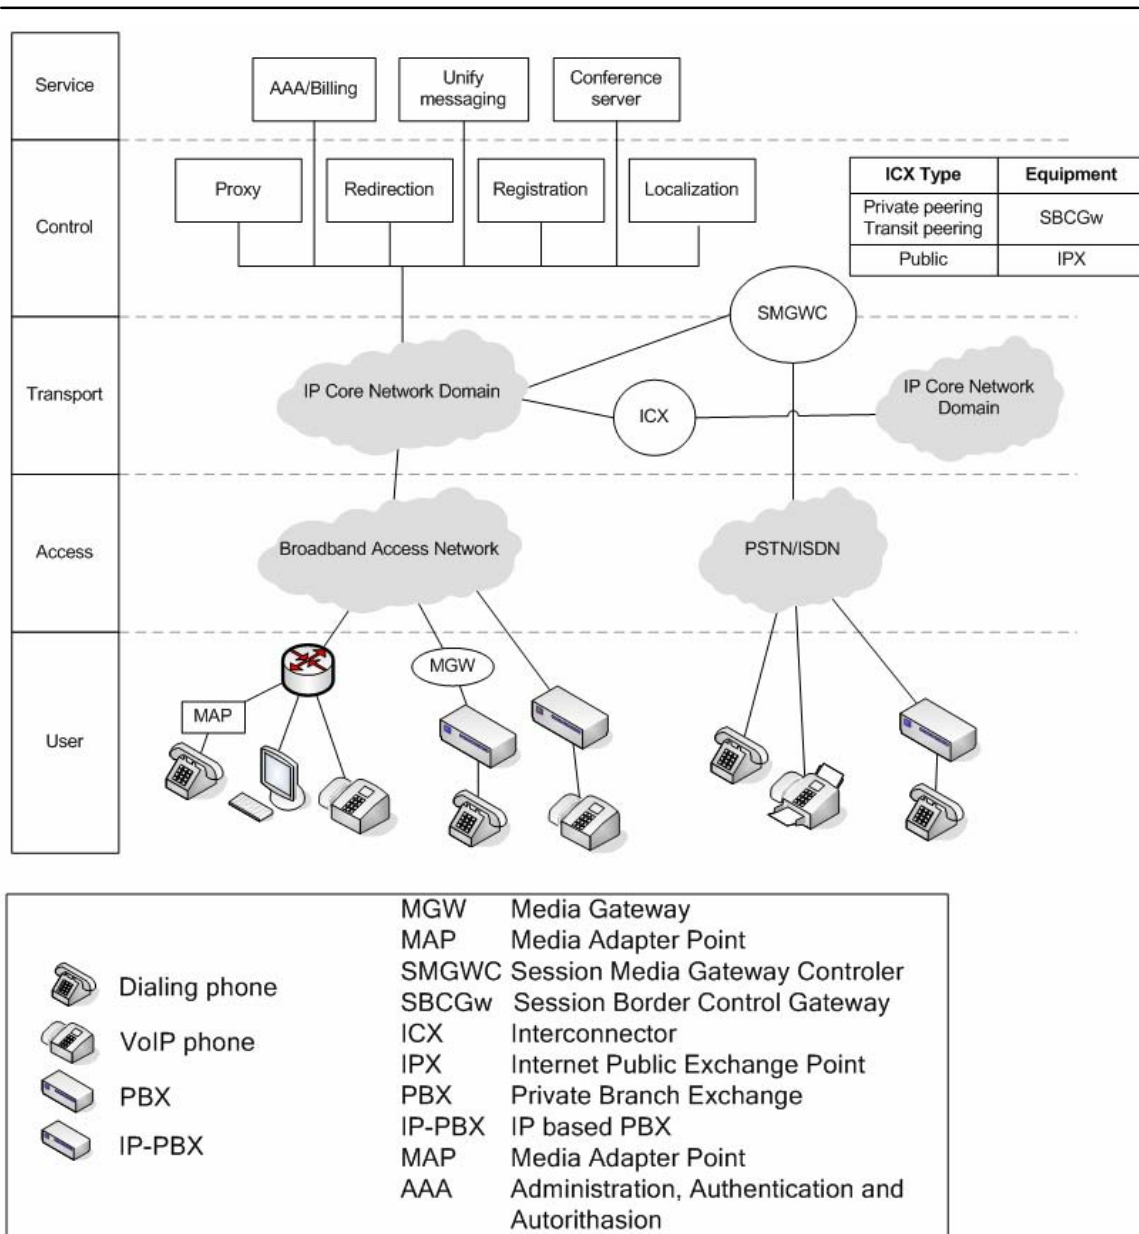 Service
AAA/Billing
Unify
messaging
Conference
server
Control
Proxy
Redirection
Registration
Localization
ICX Type
Equipment
Private peering
Transit peering
SBCGw
Public
IPX
SMGWC
Transport
IP Core Network Domain
ICX
IP Core Network
Domain
Access
Broadband Access Network
PSTN/ISDN
User
MGW
MAP
Dialing phone
VoIP phone
PBX
IP-PBX
MGW Media Gateway
MAP Media Adapter Point
SMGWC Session Media Gateway Controler
SBCGw Session Border Control Gateway
ICX Interconnector
IPX Internet Public Exchange Point
PBX Private Branch Exchange
IP-PBX IP based PBX
MAP Media Adapter Point
AAA Administration, Authentication and
Autorithasion